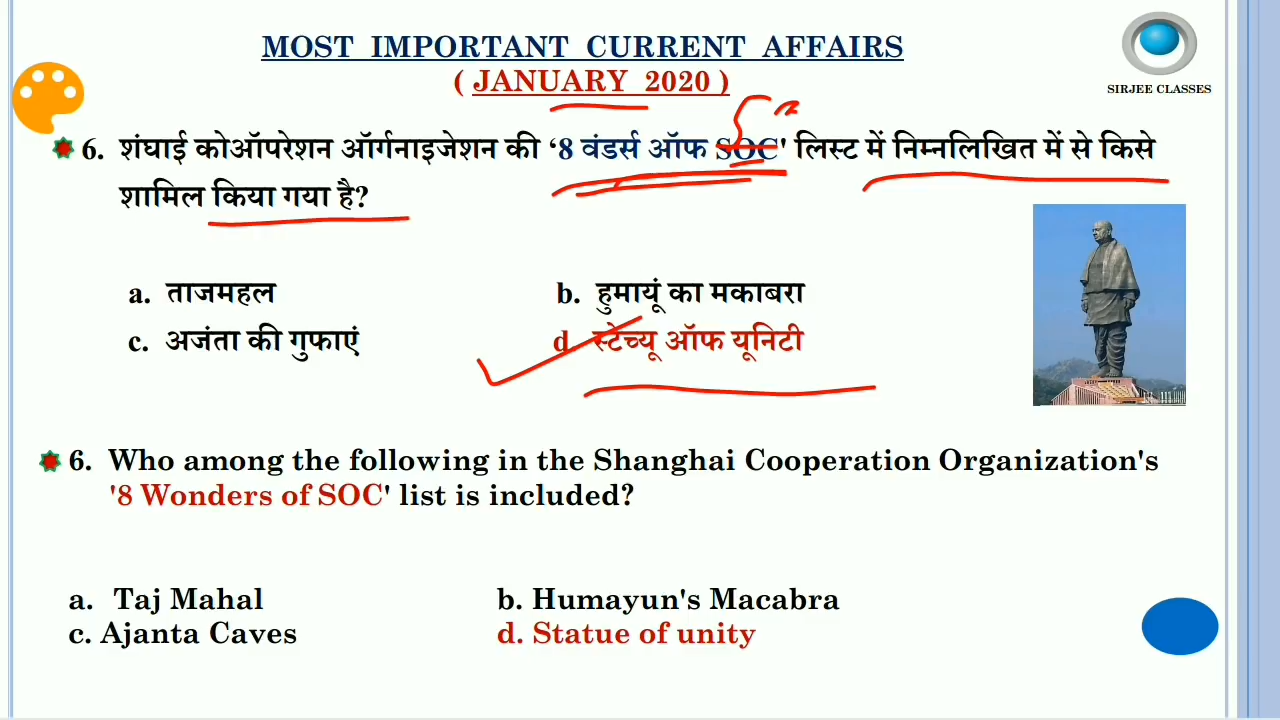 MOST IMPORTANT CURRENT AFFAIRS
( JANUARY 2020 )
SIRJEE CLASSES
6. शंघाई कोऑपरेशन ऑर्गनाइजेशन की ‘8 वंडर्स ऑफ SOC' लिस्ट में निम्नलिखित में से किसे
शामिल किया गया है?
a. ताजमहल b. हुमायूं का मकाबरा
c. अजंता की गुफाएं d. स्टेच्यू ऑफ यूनिटी
6. Who among the following in the Shanghai Cooperation Organization's
'8 Wonders of SOC' list is included?
a. Taj Mahal b. Humayun's Macabra
c. Ajanta Caves d. Statue of unity